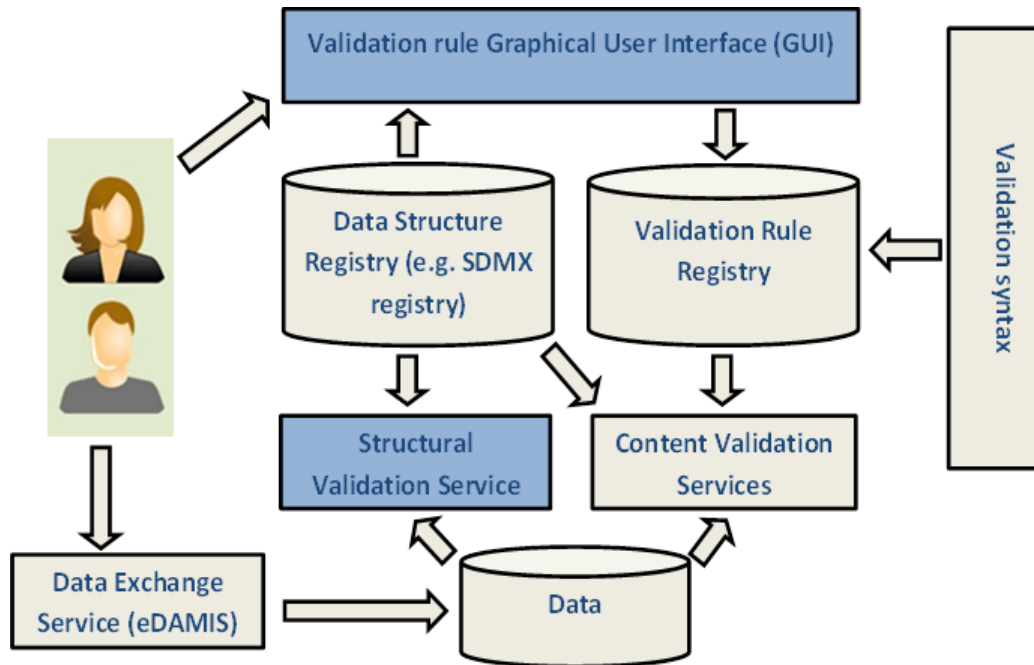 Validation rule Graphical User Interface (GUI)
Data Structure
Registry (e.g. SDMX
registry)
Validation Rule
Registry
Validation syntax
Structural
Validation Service
Content Validation
Services
Data Exchange
Service (eDAMIS)
Data